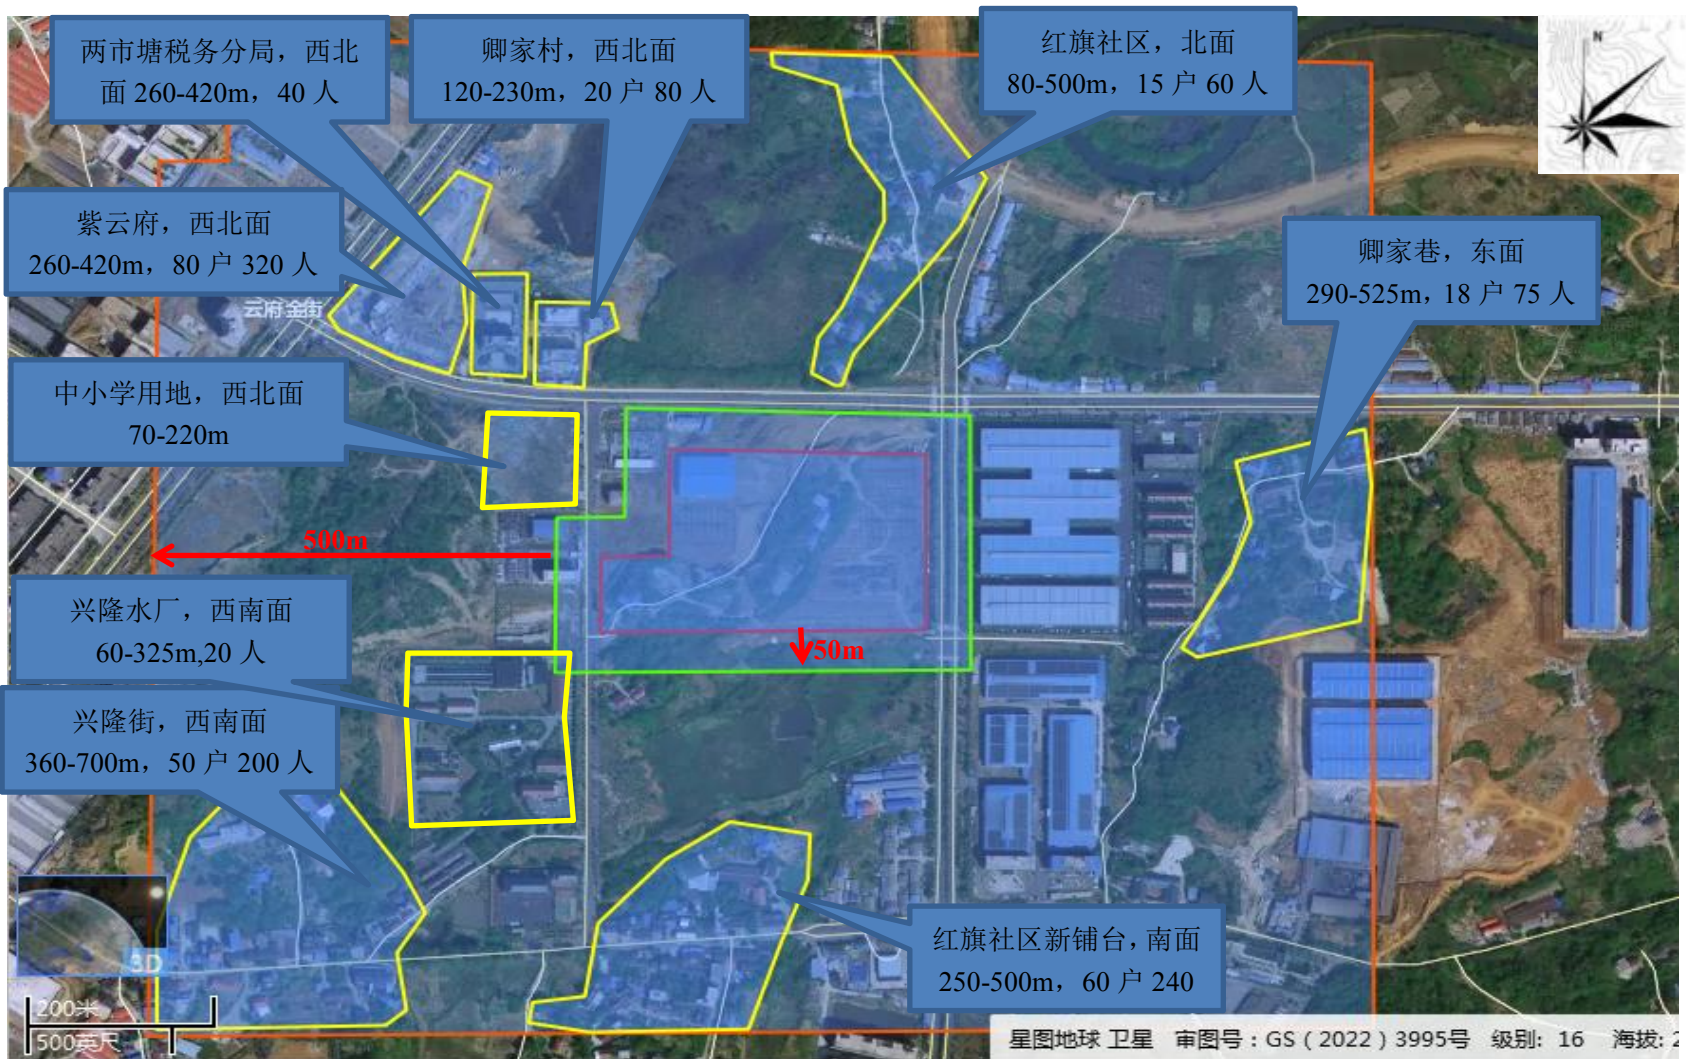 两市塘税务分局，西北
面 260-420m，40 人
卿家村，西北面
120-230m，20 户 80 人
红旗社区，北面
80-500m，15 户 60 人
N
紫云府，西北面
260-420m，80 户 320 人
云府金街
卿家巷，东面
290-525m，18 户 75 人
中小学用地，西北面
70-220m
500m
兴隆水厂，西南面
60-325m,20 人
50m
兴隆街，西南面
360-700m，50 户 200 人
红旗社区新铺台，南面
250-500m，60 户 240
3D
200米
500英尺
星图地球 卫星 审图号：GS（2022）3995号 级别：16 海拔：2